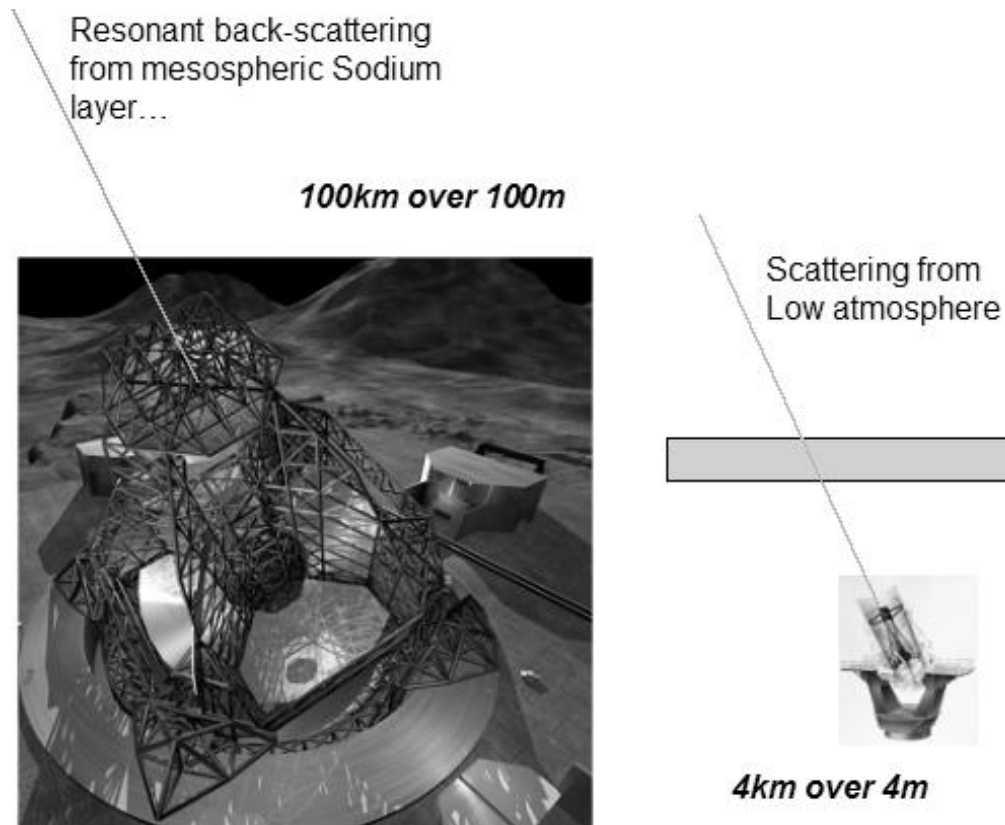 Resonant back-scattering
from mesospheric Sodium
layer…
100km over 100m
Scattering from
Low atmosphere
4km over 4m